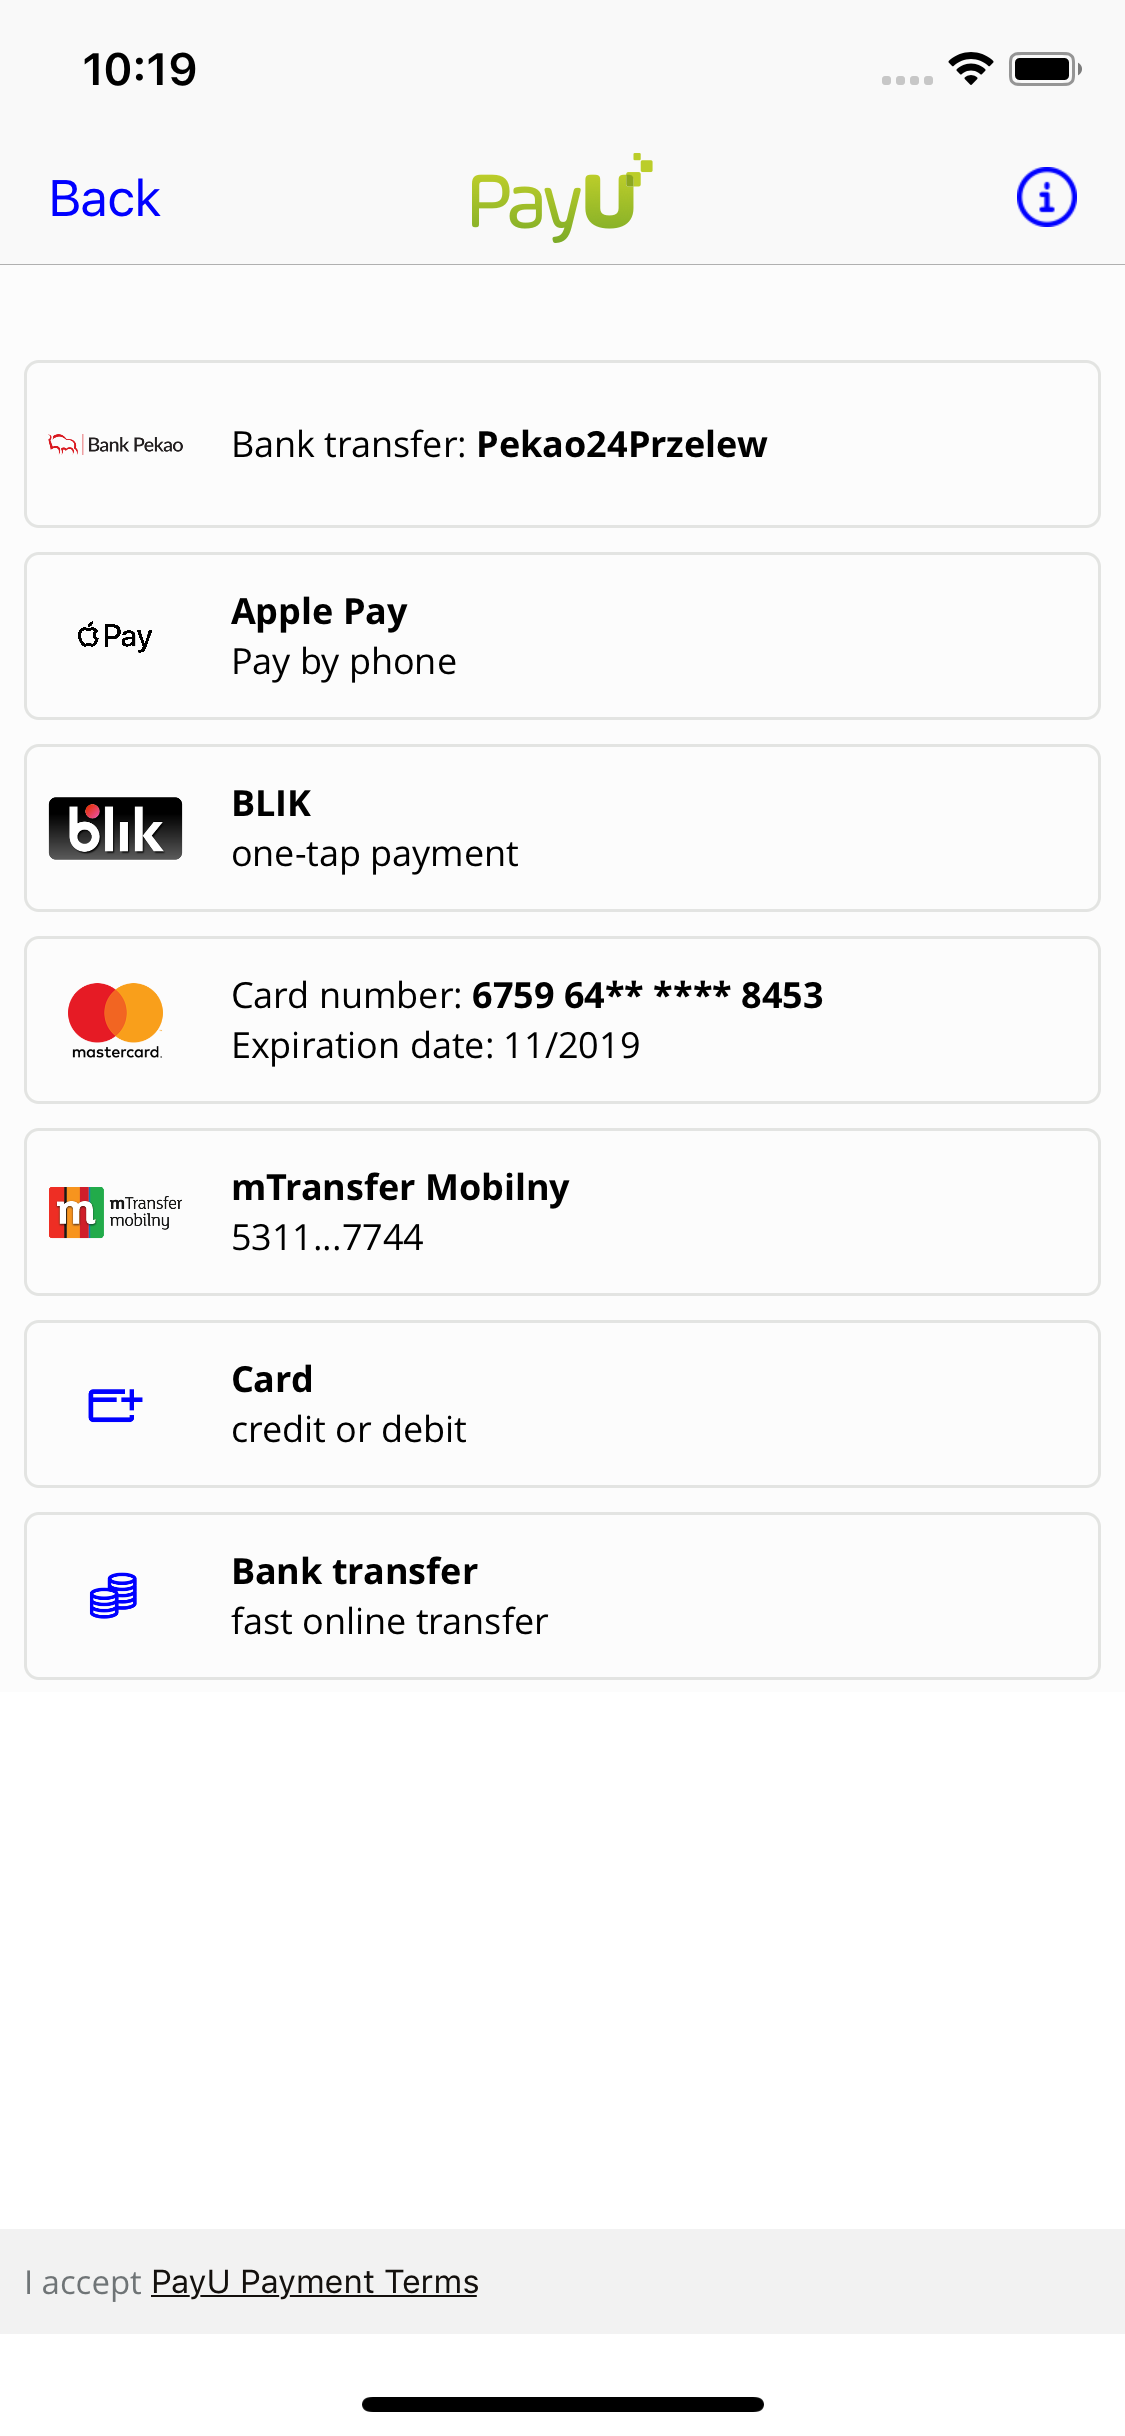 10:19
Back
PayU
Bank Pekao
Bank transfer: Pekao24Przelew
Pay
Apple Pay
Pay by phone
blik
BLIK
one-tap payment
mastercard.
Card number: 6759 64** **** 8453
Expiration date: 11/2019
m
mTransfer
mobilny
mTransfer Mobilny
5311...7744
Card
credit or debit
Bank transfer
fast online transfer
I accept PayU Payment Terms